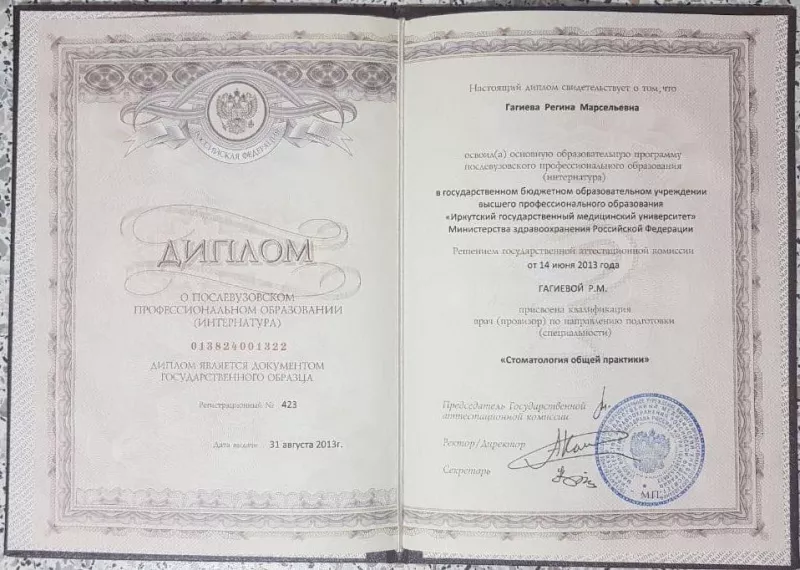 РОССИЙСКАЯ ФЕДЕРАЦИЯ
ДИПЛОМ
О ПОСЛЕВУЗОВСКОМ
ПРОФЕССИОНАЛЬНОМ ОБРАЗОВАНИИ
(ИНТЕРНАТУРА)
013824001322
ДИПЛОМ ЯВЛЯЕТСЯ ДОКУМЕНТОМ
ГОСУДАРСТВЕННОГО ОБРАЗЦА
Регистрационный № 423
Дата выдачи 31 августа 2013г.
Настоящий диплом свидетельствует о том, что
Гагиева Регина Марсельевна
освоил(а) основную образовательную программу
послевузовского профессионального образования
(интернатура)
в государственном бюджетном образовательном учреждении
высшего профессионального образования
«Иркутский государственный медицинский университет»
Министерства здравоохранения Российской Федерации
Решением государственной аттестационной комиссии
от 14 июня 2013 года
ГАГИЕВОЙ Р.М.
присвоена квалификация
врач (провизор) по направлению подготовки
(специальности)
«Стоматология общей практики»
Председатель Государственной
аттестационной комиссии
Ректор/Директор
Секретарь
М.П.